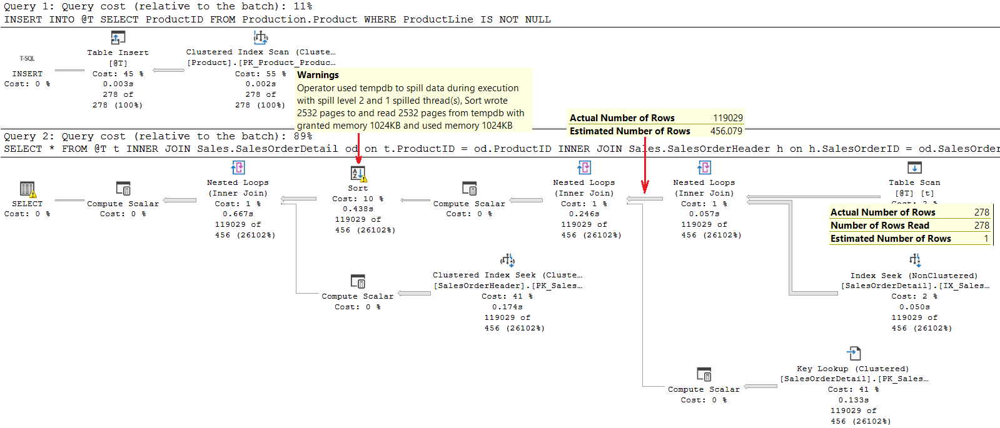 Query 1: Query cost (relative to the batch): 11%
INSERT INTO @T SELECT ProductID FROM Production.Product WHERE ProductLine IS NOT NULL
T-SQL
INSERT
Cost: 0 %
Table Insert
[@T]
Cost: 45 %
0.003s
278 of
278 (100%)
Clustered Index Scan (Cluste…
[Product].[PK_Product_Produc…
Cost: 55 %
0.002s
278 of
278 (100%)
Warnings
Operator used tempdb to spill data during execution
with spill level 2 and 1 spilled thread(s), Sort wrote
2532 pages to and read 2532 pages from tempdb with
granted memory 1024KB and used memory 1024KB
Actual Number of Rows 119029
Estimated Number of Rows 456.079
Query 2: Query cost (relative to the batch): 89%
SELECT * FROM @T t INNER JOIN Sales.SalesOrderDetail od on t.ProductID = od.ProductID INNER JOIN Sales.SalesOrderHeader h on h.SalesOrderID = od.SalesOrder
SELECT
Cost: 0 %
Compute Scalar
Cost: 0 %
Nested Loops
(Inner Join)
Cost: 1 %
0.667s
119029 of
456 (26102%)
A
Z
Sort
Cost: 10 %
0.438s
119029 of
456 (26102%)
Compute Scalar
Cost: 0 %
Nested Loops
(Inner Join)
Cost: 1 %
0.246s
119029 of
456 (26102%)
Nested Loops
(Inner Join)
Cost: 1 %
0.057s
119029 of
456 (26102%)
Table Scan
[@T] [t]
Actual Number of Rows 278
Number of Rows Read 278
Estimated Number of Rows 1
Compute Scalar
Cost: 0 %
Clustered Index Seek (Cluste…
[SalesOrderHeader].[PK_Sales…
Cost: 41 %
0.174s
119029 of
456 (26102%)
Index Seek (NonClustered)
[SalesOrderDetail].[IX_Sales…
Cost: 2 %
0.050s
119029 of
456 (26102%)
Compute Scalar
Cost: 0 %
Key Lookup (Clustered)
[SalesOrderDetail].[PK_Sales…
Cost: 41 %
0.133s
119029 of
456 (26102%)